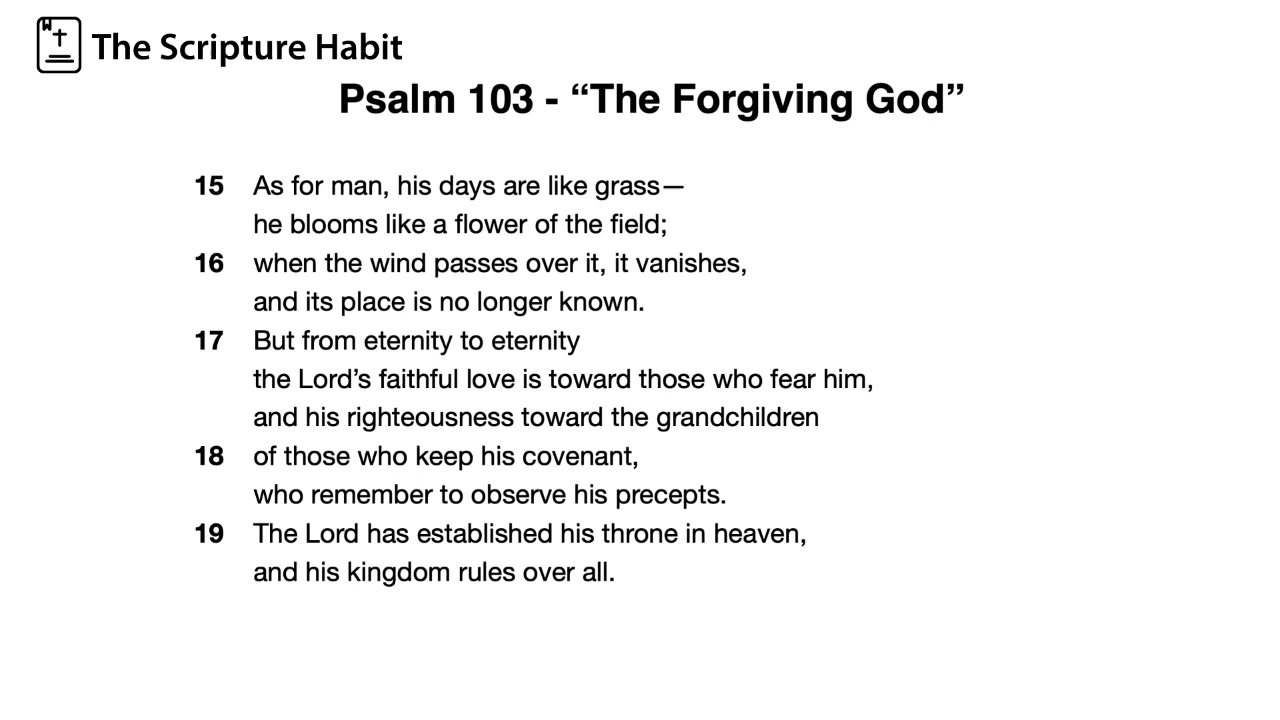 The Scripture Habit
Psalm 103 - “The Forgiving God”
15 As for man, his days are like grass—
he blooms like a flower of the field;
16 when the wind passes over it, it vanishes,
and its place is no longer known.
17 But from eternity to eternity
the Lord’s faithful love is toward those who fear him,
and his righteousness toward the grandchildren
18 of those who keep his covenant,
who remember to observe his precepts.
19 The Lord has established his throne in heaven,
and his kingdom rules over all.